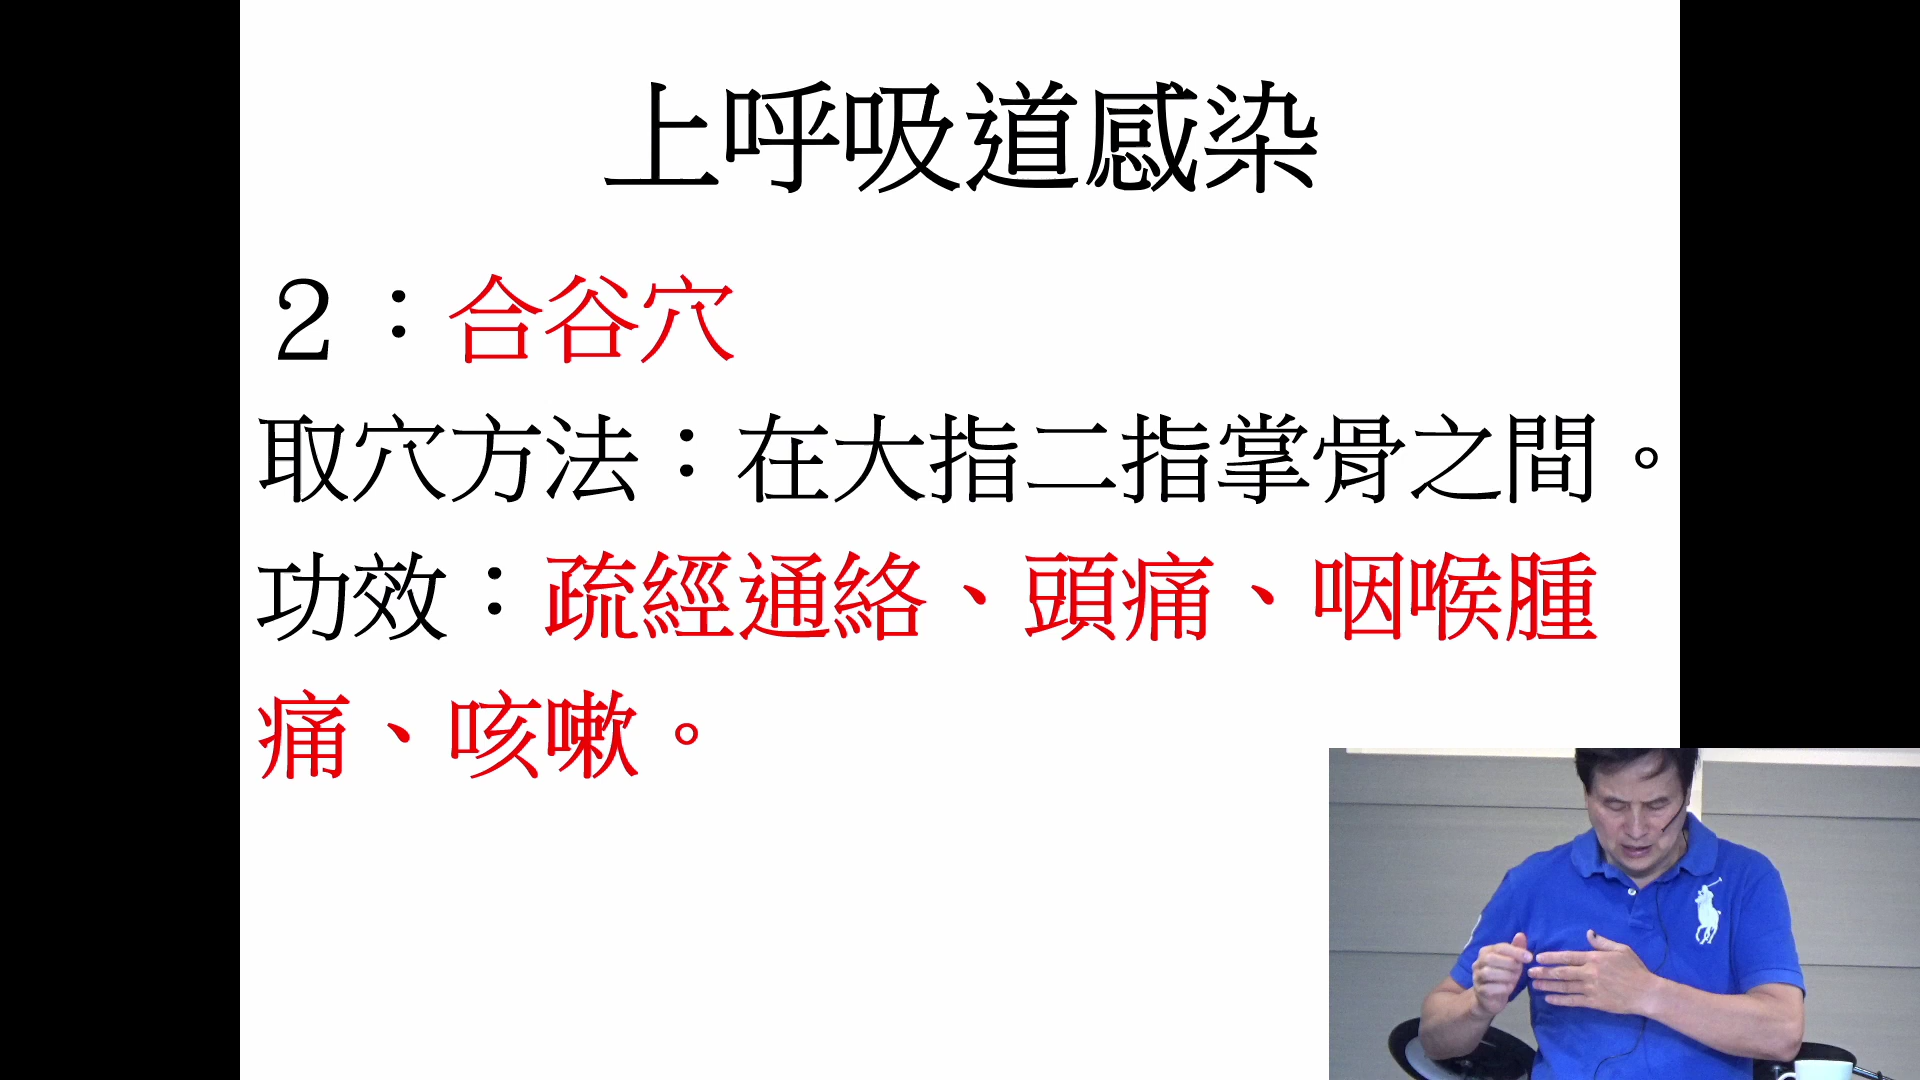 上呼吸道感染
２：合谷穴
取穴方法：在大指二指掌骨之間。
功效：疏經通絡、頭痛、咽喉腫
痛、咳嗽。